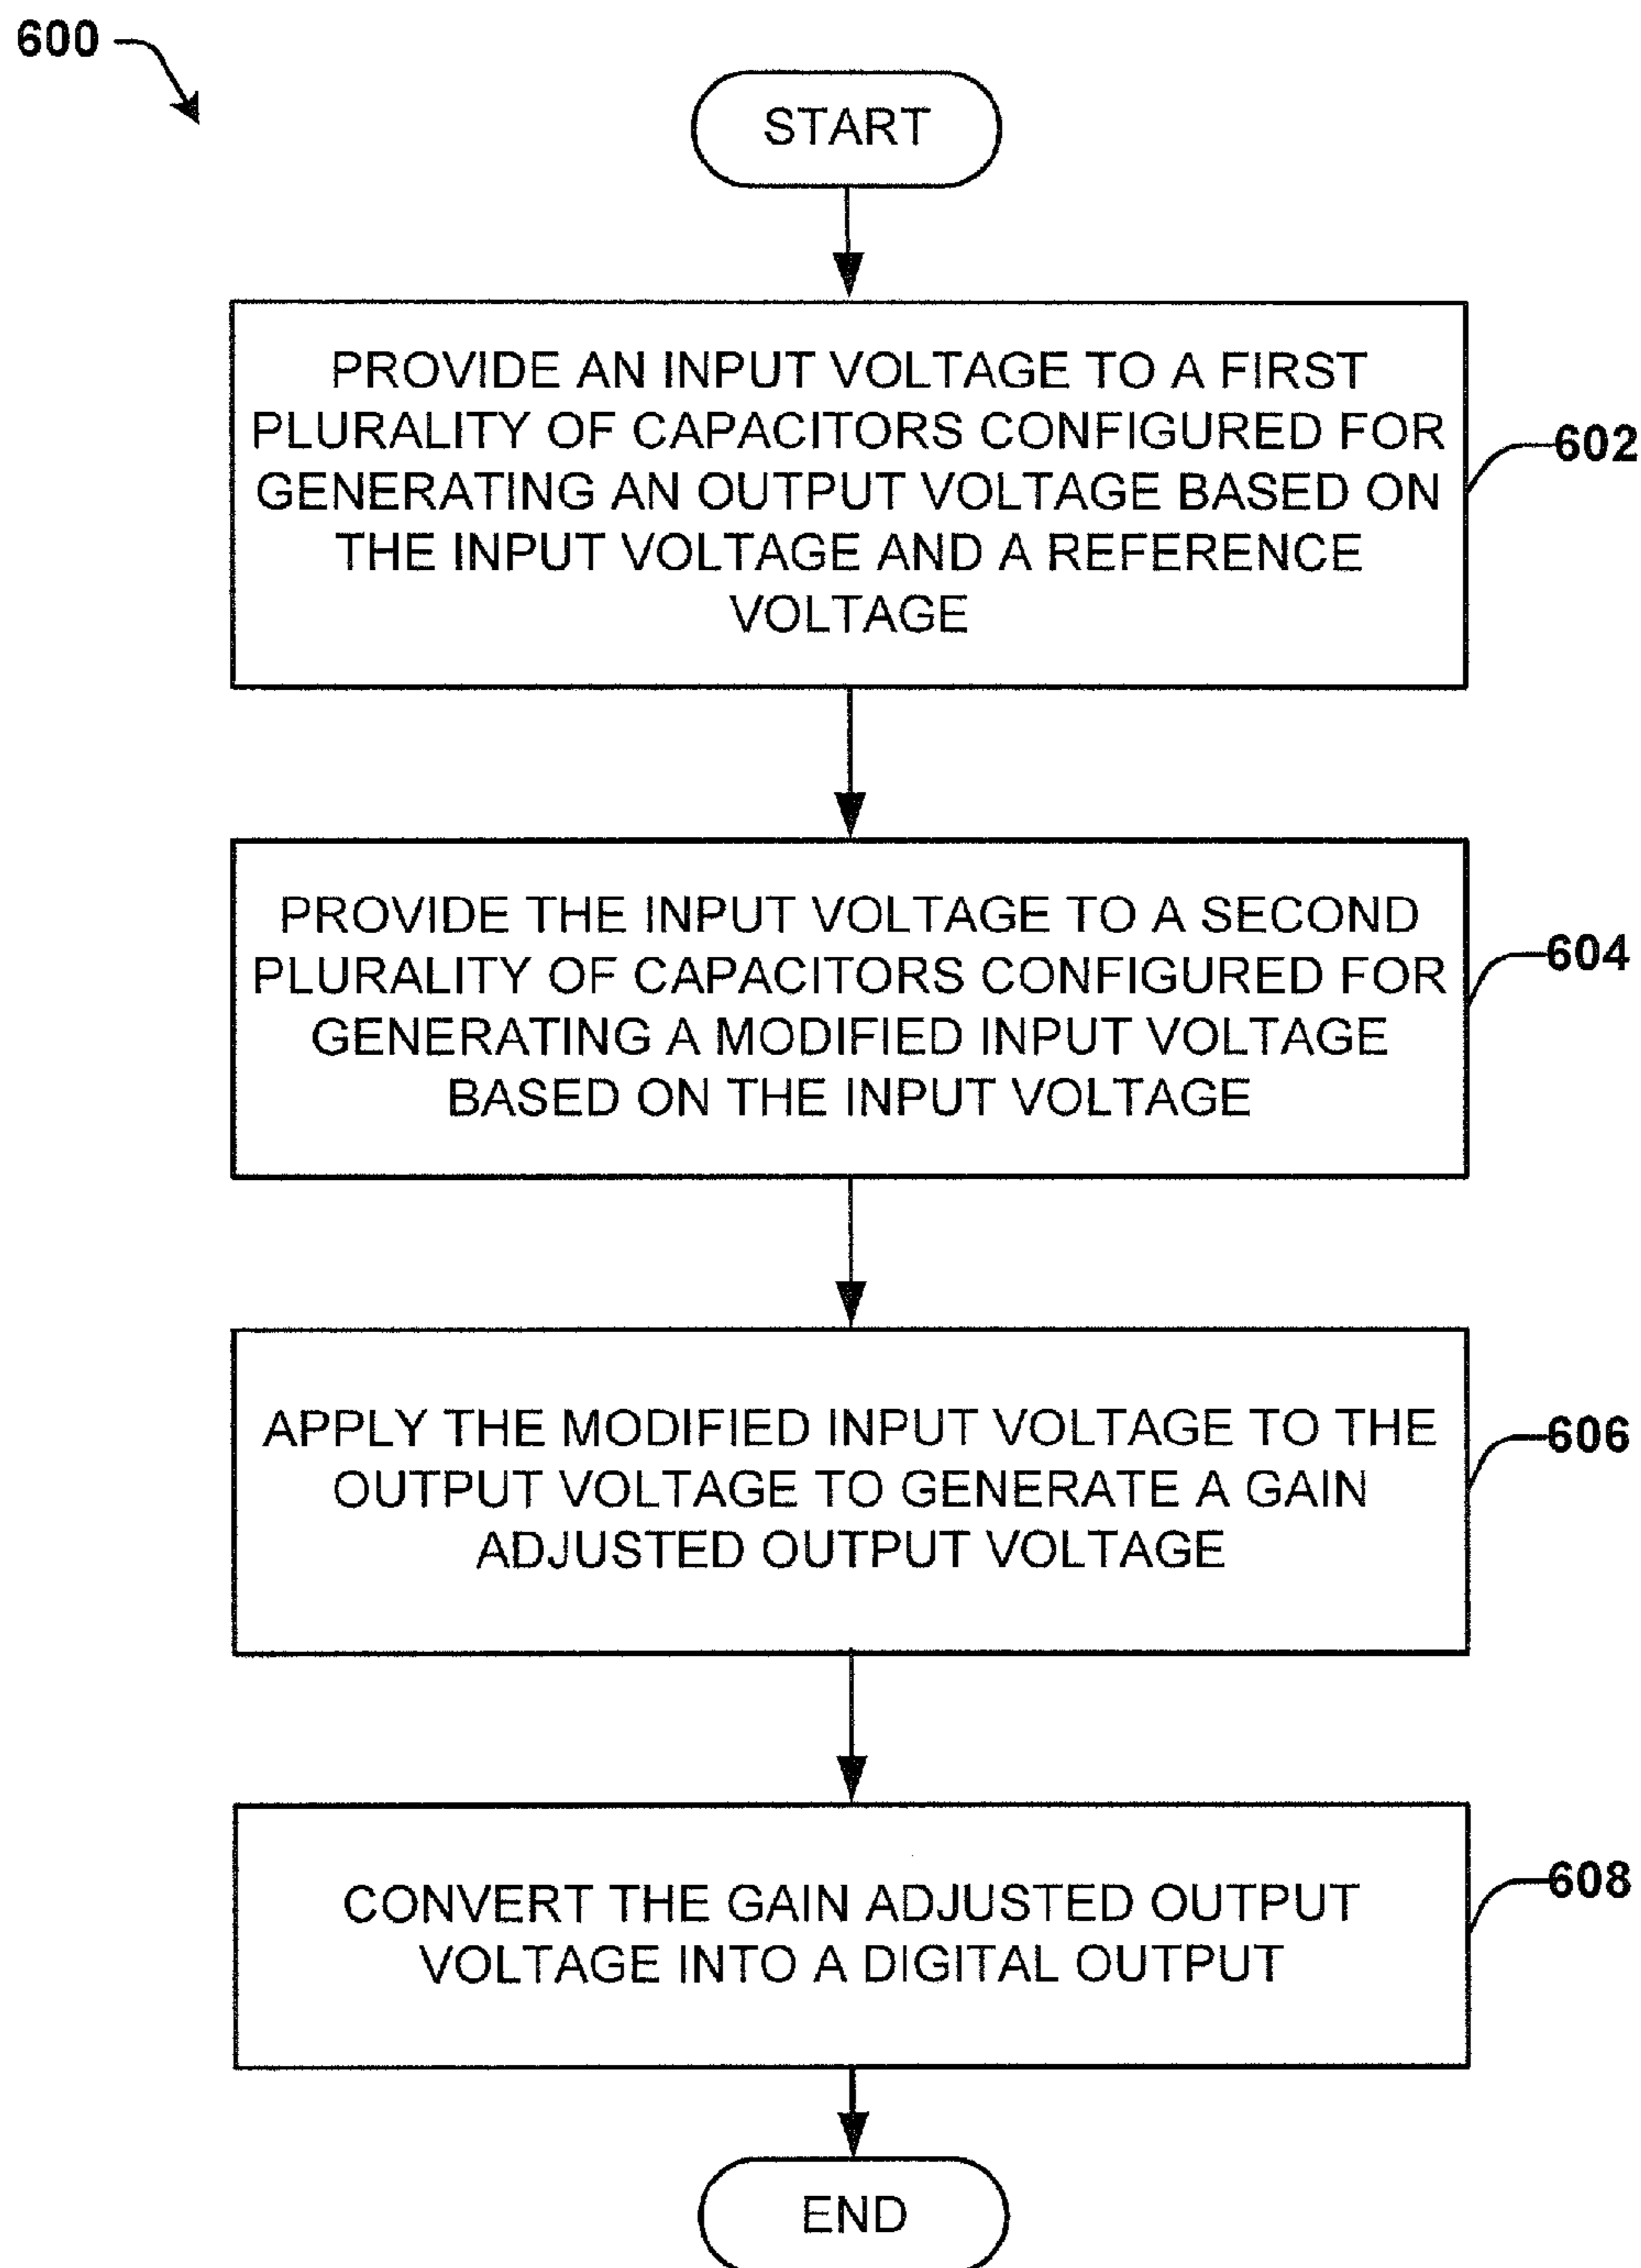 600
START
PROVIDE AN INPUT VOLTAGE TO A FIRST
PLURALITY OF CAPACITORS CONFIGURED FOR
GENERATING AN OUTPUT VOLTAGE BASED ON
THE INPUT VOLTAGE AND A REFERENCE
VOLTAGE
602
PROVIDE THE INPUT VOLTAGE TO A SECOND
PLURALITY OF CAPACITORS CONFIGURED FOR
GENERATING A MODIFIED INPUT VOLTAGE
BASED ON THE INPUT VOLTAGE
604
APPLY THE MODIFIED INPUT VOLTAGE TO THE
OUTPUT VOLTAGE TO GENERATE A GAIN
ADJUSTED OUTPUT VOLTAGE
606
CONVERT THE GAIN ADJUSTED OUTPUT
VOLTAGE INTO A DIGITAL OUTPUT
608
END